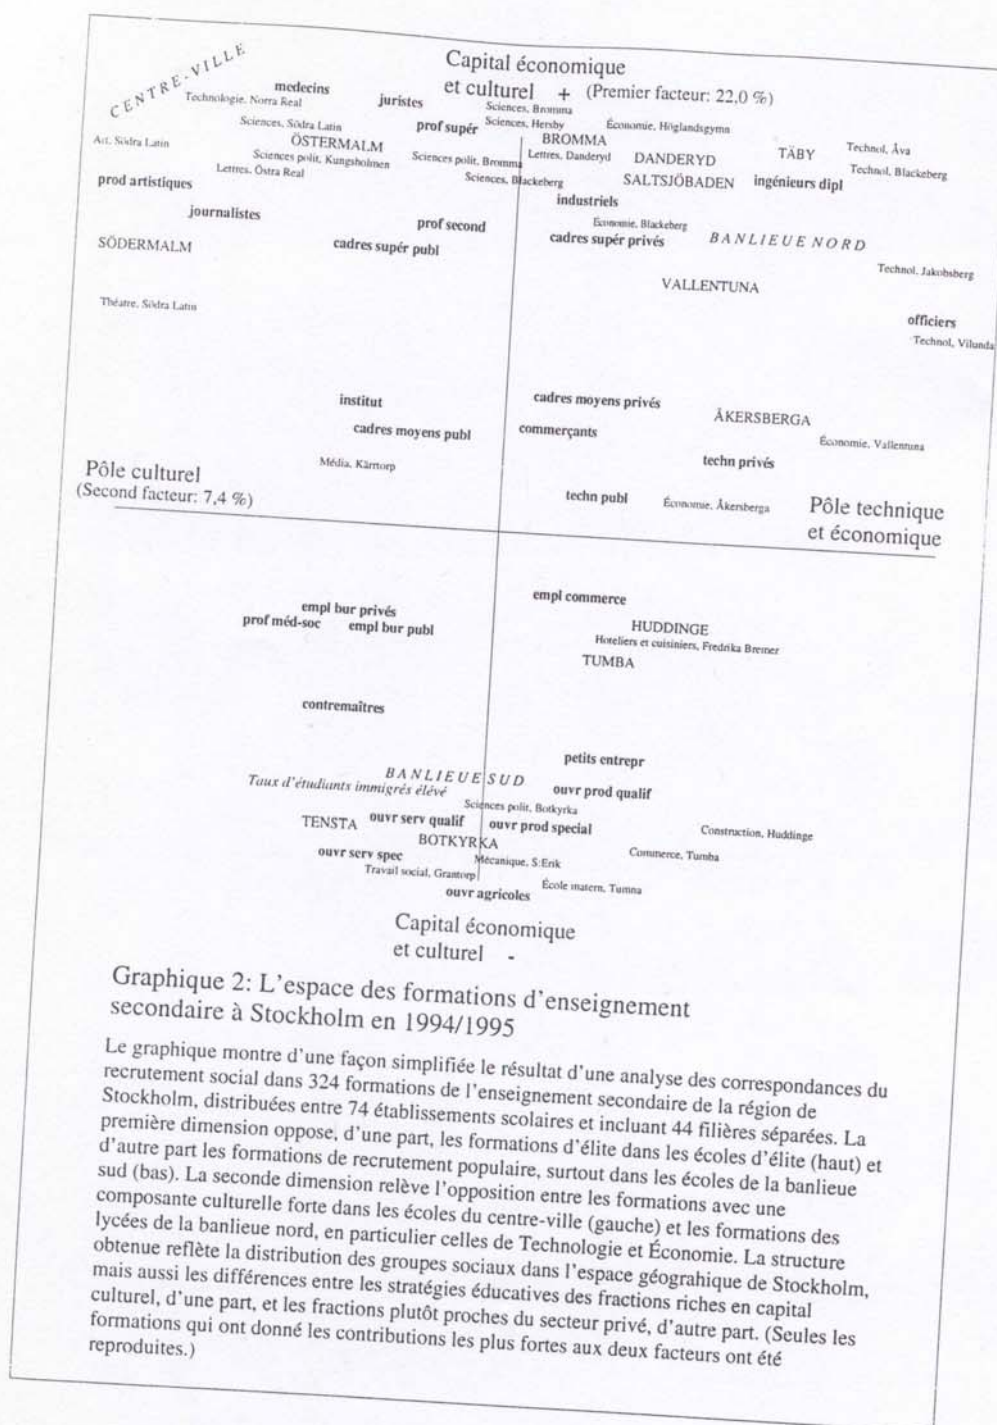 CENTRE-VILLE
Capital économique
et culturel + (Premier facteur: 22,0 %)
medecins
juristes
Technologie, Norra Real
Sciences, Bromma
Sciences, Södra Latin
prof supér
Sciences, Hersby
Économie, Höglandsgymn
Art, Södra Latin
ÖSTERMALM
BROMMA
Technol, Åva
Sciences polit, Kungsholmen
Sciences polit, Bromma
Lettres, Danderyd
DANDERYD
TÄBY
Lettres, Östra Real
Sciences, Blackeberg
SALTSJÖBADEN
ingénieurs dipl
Technol, Blackeberg
prod artistiques
industriels
journalistes
prof second
Économie, Blackeberg
SÖDERMALM
cadres supér publ
cadres supér privés
BANLIEUE NORD
Technol, Jakobsberg
VALLENTUNA
Théatre, Södra Latin
officiers
Technol, Vilunda
institut
cadres moyens privés
ÅKERSBERGA
cadres moyens publ
commerçants
Économie, Vallentuna
Média, Kärrtorp
techn privés
Pôle culturel
(Second facteur: 7,4 %)
techn publ
Économie, Åkersberga
Pôle technique
et économique
empl commerce
empl bur privés
prof méd-soc
empl bur publ
HUDDINGE
Hoteliers et cuisiniers, Fredrika Bremer
TUMBA
contremaîtres
petits entrepr
BANLIEUE SUD
Taux d'étudiants immigrés élévé
ouvr prod qualif
Sciences polit, Botkyrka
TENSTA
ouvr serv qualif
ouvr prod special
Construction, Huddinge
BOTKYRKA
ouvr serv spec
Mécanique, S:Erik
Commerce, Tumba
Travail social, Grantorp
École matern, Tumna
ouvr agricoles
Capital économique
et culturel -
Graphique 2: L'espace des formations d'enseignement
secondaire à Stockholm en 1994/1995
Le graphique montre d'une façon simplifiée le résultat d'une analyse des correspondances du
recrutement social dans 324 formations de l'enseignement secondaire de la région de
Stockholm, distribuées entre 74 établissements scolaires et incluant 44 filières séparées. La
première dimension oppose, d'une part, les formations d'élite dans les écoles d'élite (haut) et
d'autre part les formations de recrutement populaire, surtout dans les écoles de la banlieue
sud (bas). La seconde dimension relève l'opposition entre les formations avec une
composante culturelle forte dans les écoles du centre-ville (gauche) et les formations des
lycées de la banlieue nord, en particulier celles de Technologie et Économie. La structure
obtenue reflète la distribution des groupes sociaux dans l'espace géograhique de Stockholm,
mais aussi les différences entre les stratégies éducatives des fractions riches en capital
culturel, d'une part, et les fractions plutôt proches du secteur privé, d'autre part. (Seules les
formations qui ont donné les contributions les plus fortes aux deux facteurs ont été
reproduites.)